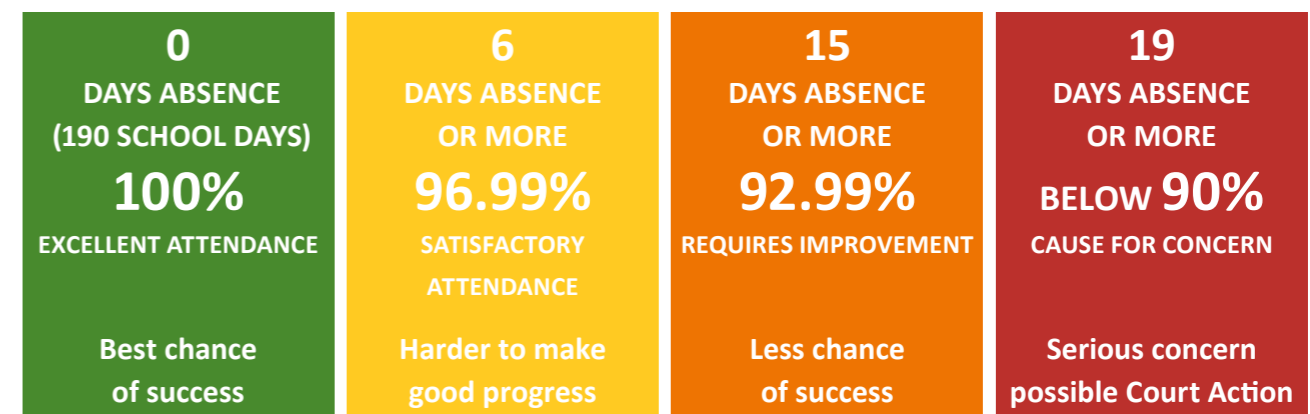 0
DAYS ABSENCE
(190 SCHOOL DAYS)
100%
EXCELLENT ATTENDANCE
Best chance
of success
6
DAYS ABSENCE
OR MORE
96.99%
SATISFACTORY
ATTENDANCE
Harder to make
good progress
15
DAYS ABSENCE
OR MORE
92.99%
REQUIRES IMPROVEMENT
Less chance
of success
19
DAYS ABSENCE
OR MORE
BELOW 90%
CAUSE FOR CONCERN
Serious concern
possible Court Action